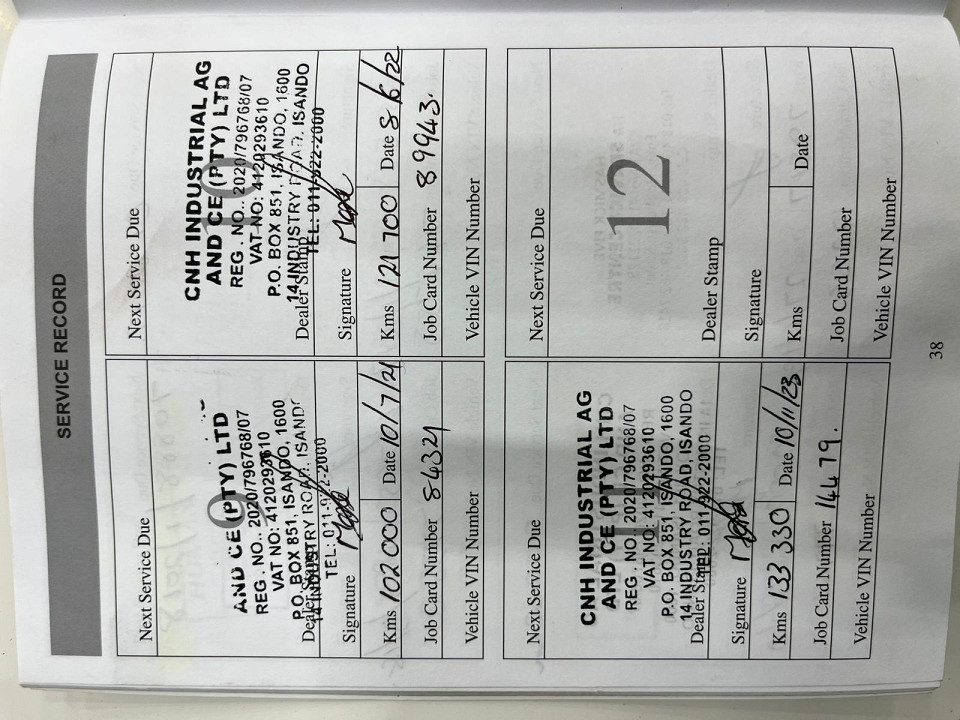 SERVICE RECORD
Next Service Due
9
AND CE (PTY) LTD
REG . NO.. 2020/796768/07
VAT NO: 4120293610
P.O. BOX 851, ISANDO, 1600
14 INDUSTRY ROAD, ISANDO
Dealer Stamp
TEL: 011-922-2000
Signature
Kms 102 000 Date 10/7/21
Job Card Number 84321
Vehicle VIN Number
Next Service Due
10
CNH INDUSTRIAL AG
AND CE (PTY) LTD
REG . NO.. 2020/796768/07
VAT NO: 4120293610
P.O. BOX 851, ISANDO, 1600
14 INDUSTRY ROAD, ISANDO
Dealer Stamp
TEL: 011-922-2000
Signature
Kms 121 700 Date 8/6/22
Job Card Number 89943.
Vehicle VIN Number
Next Service Due
CNH INDUSTRIAL AG
AND CE (PTY) LTD
REG . NO.. 2020/796768/07
VAT NO: 4120293610
P.O. BOX 851, ISANDO, 1600
14 INDUSTRY ROAD, ISANDO
Dealer Stamp
TEL: 011-922-2000
Signature
Kms 133 330 Date 10/11/23
Job Card Number 14479.
Vehicle VIN Number
Next Service Due
12
Dealer Stamp
Signature
Kms Date
Job Card Number
Vehicle VIN Number
38